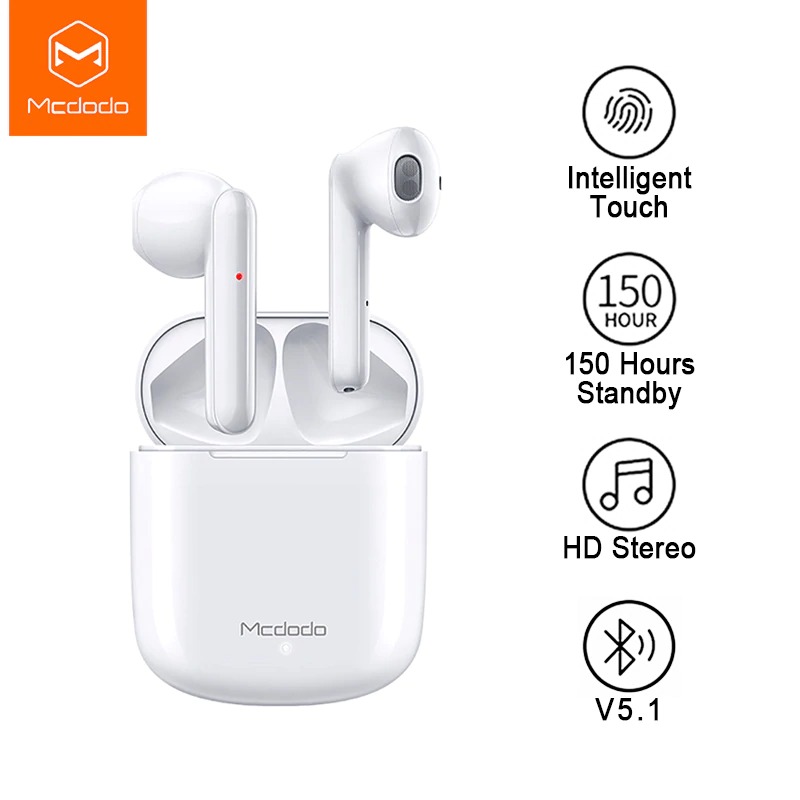 Mcdodo
Intelligent
Touch
150
HOUR
150 Hours
Standby
HD Stereo
V5.1
Mcdodo